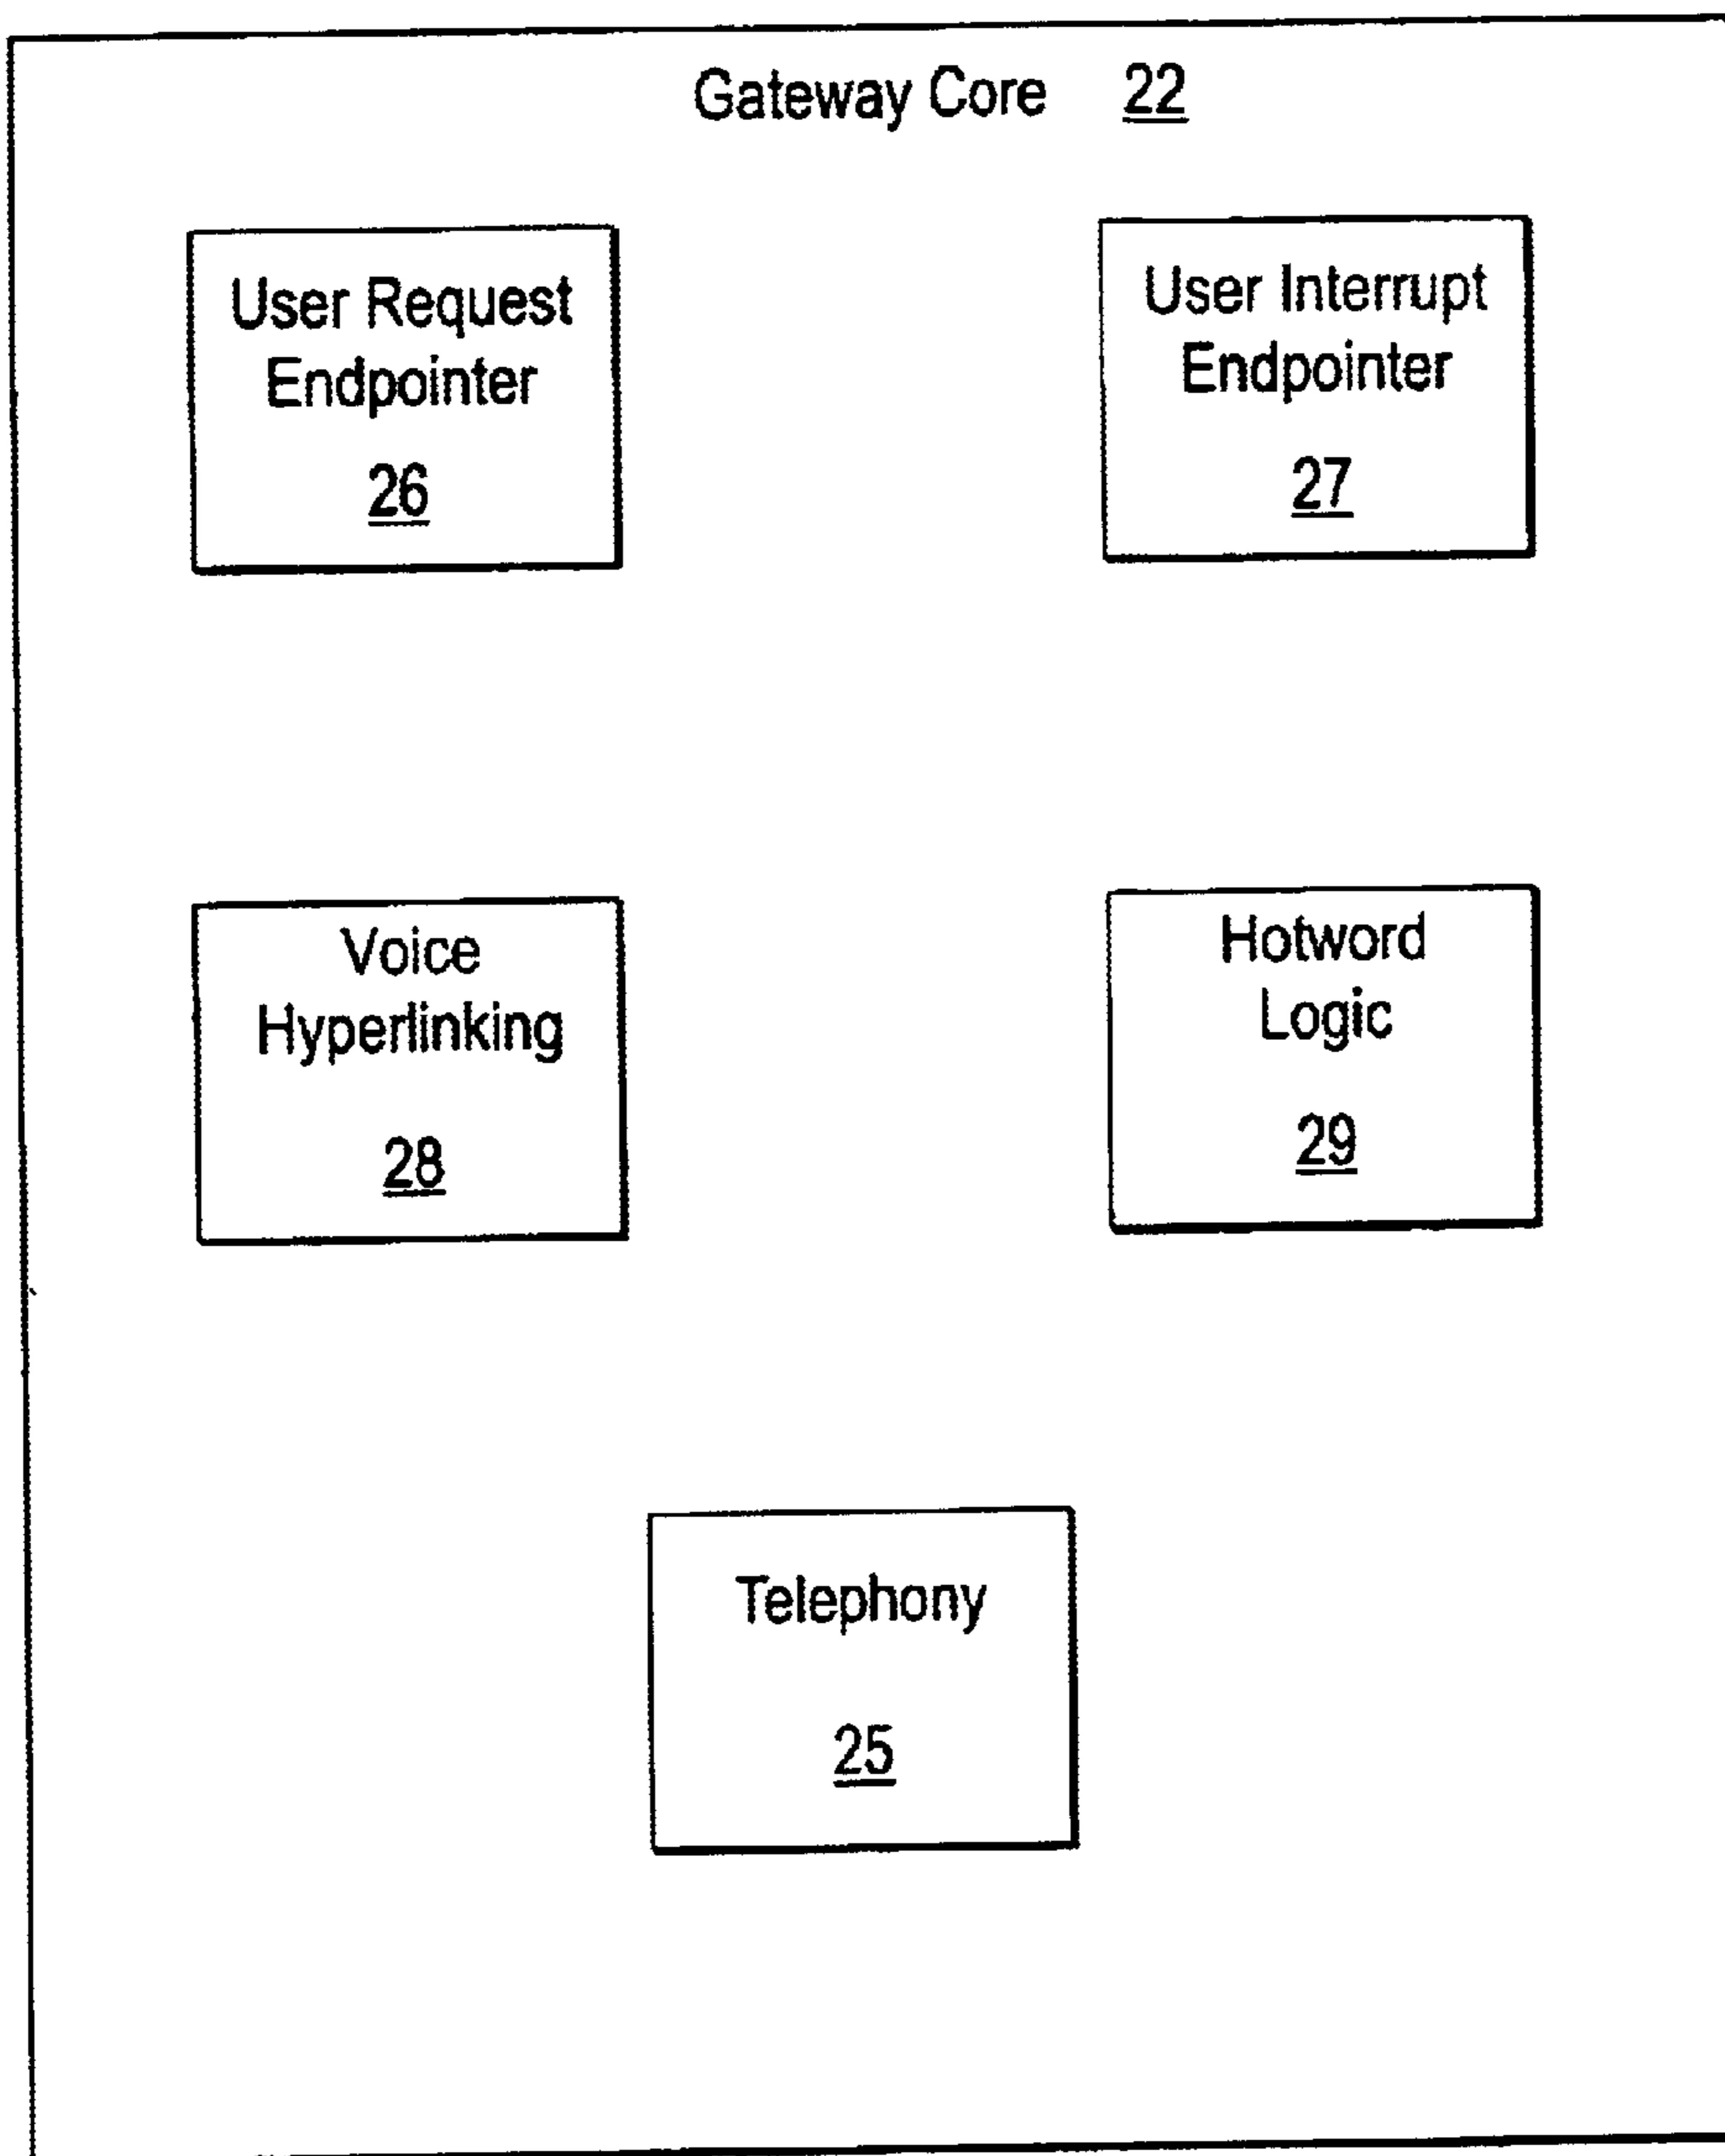 Gateway Core 22
User Request
Endpointer
26
User Interrupt
Endpointer
27
Voice
Hyperlinking
28
Hotword
Logic
29
Telephony
25